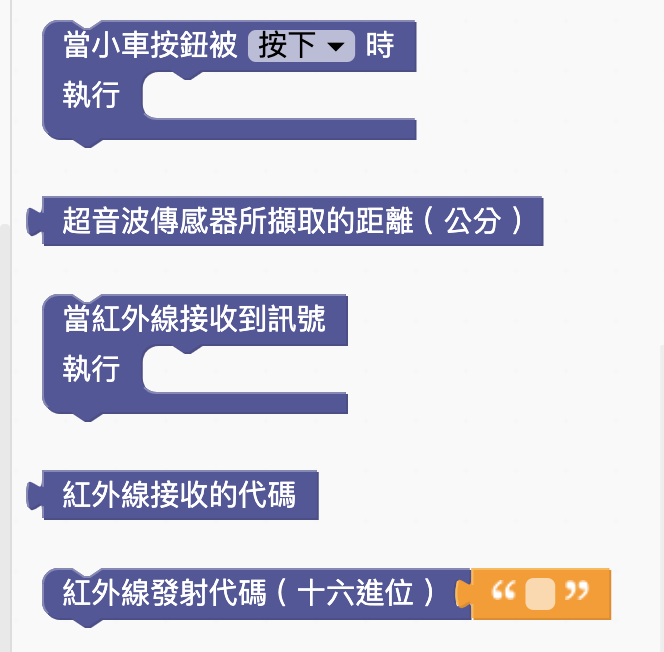 當小車按鈕被 按下 時
執行
超音波傳感器所擷取的距離（公分）
當紅外線接收到訊號
執行
紅外線接收的代碼
紅外線發射代碼（十六進位） “ ”